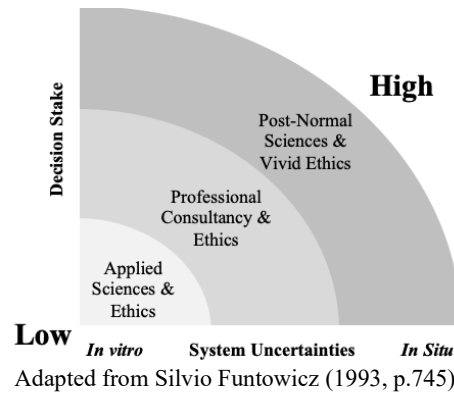 High
Decision Stake
Post-Normal
Sciences &
Vivid Ethics
Professional
Consultancy &
Ethics
Applied
Sciences &
Ethics
Low
In vitro System Uncertainties In Situ
Adapted from Silvio Funtowicz (1993, p.745)